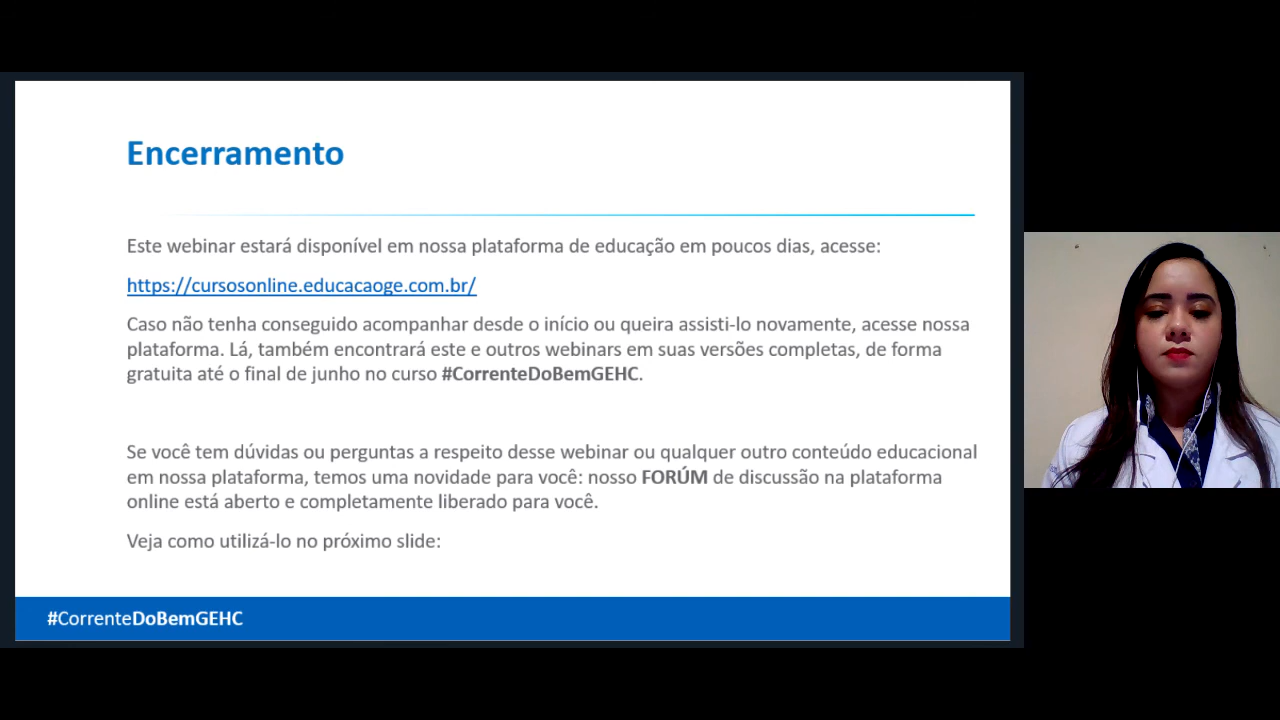 Encerramento
Este webinar estará disponível em nossa plataforma de educação em poucos dias, acesse:
https://cursosonline.educacaoge.com.br/
Caso não tenha conseguido acompanhar desde o início ou queira assisti-lo novamente, acesse nossa
plataforma. Lá, também encontrará este e outros webinars em suas versões completas, de forma
gratuita até o final de junho no curso #CorrenteDoBemGEHC.
Se você tem dúvidas ou perguntas a respeito desse webinar ou qualquer outro conteúdo educacional
em nossa plataforma, temos uma novidade para você: nosso FORÚM de discussão na plataforma
online está aberto e completamente liberado para você.
Veja como utilizá-lo no próximo slide:
#CorrenteDoBemGEHC